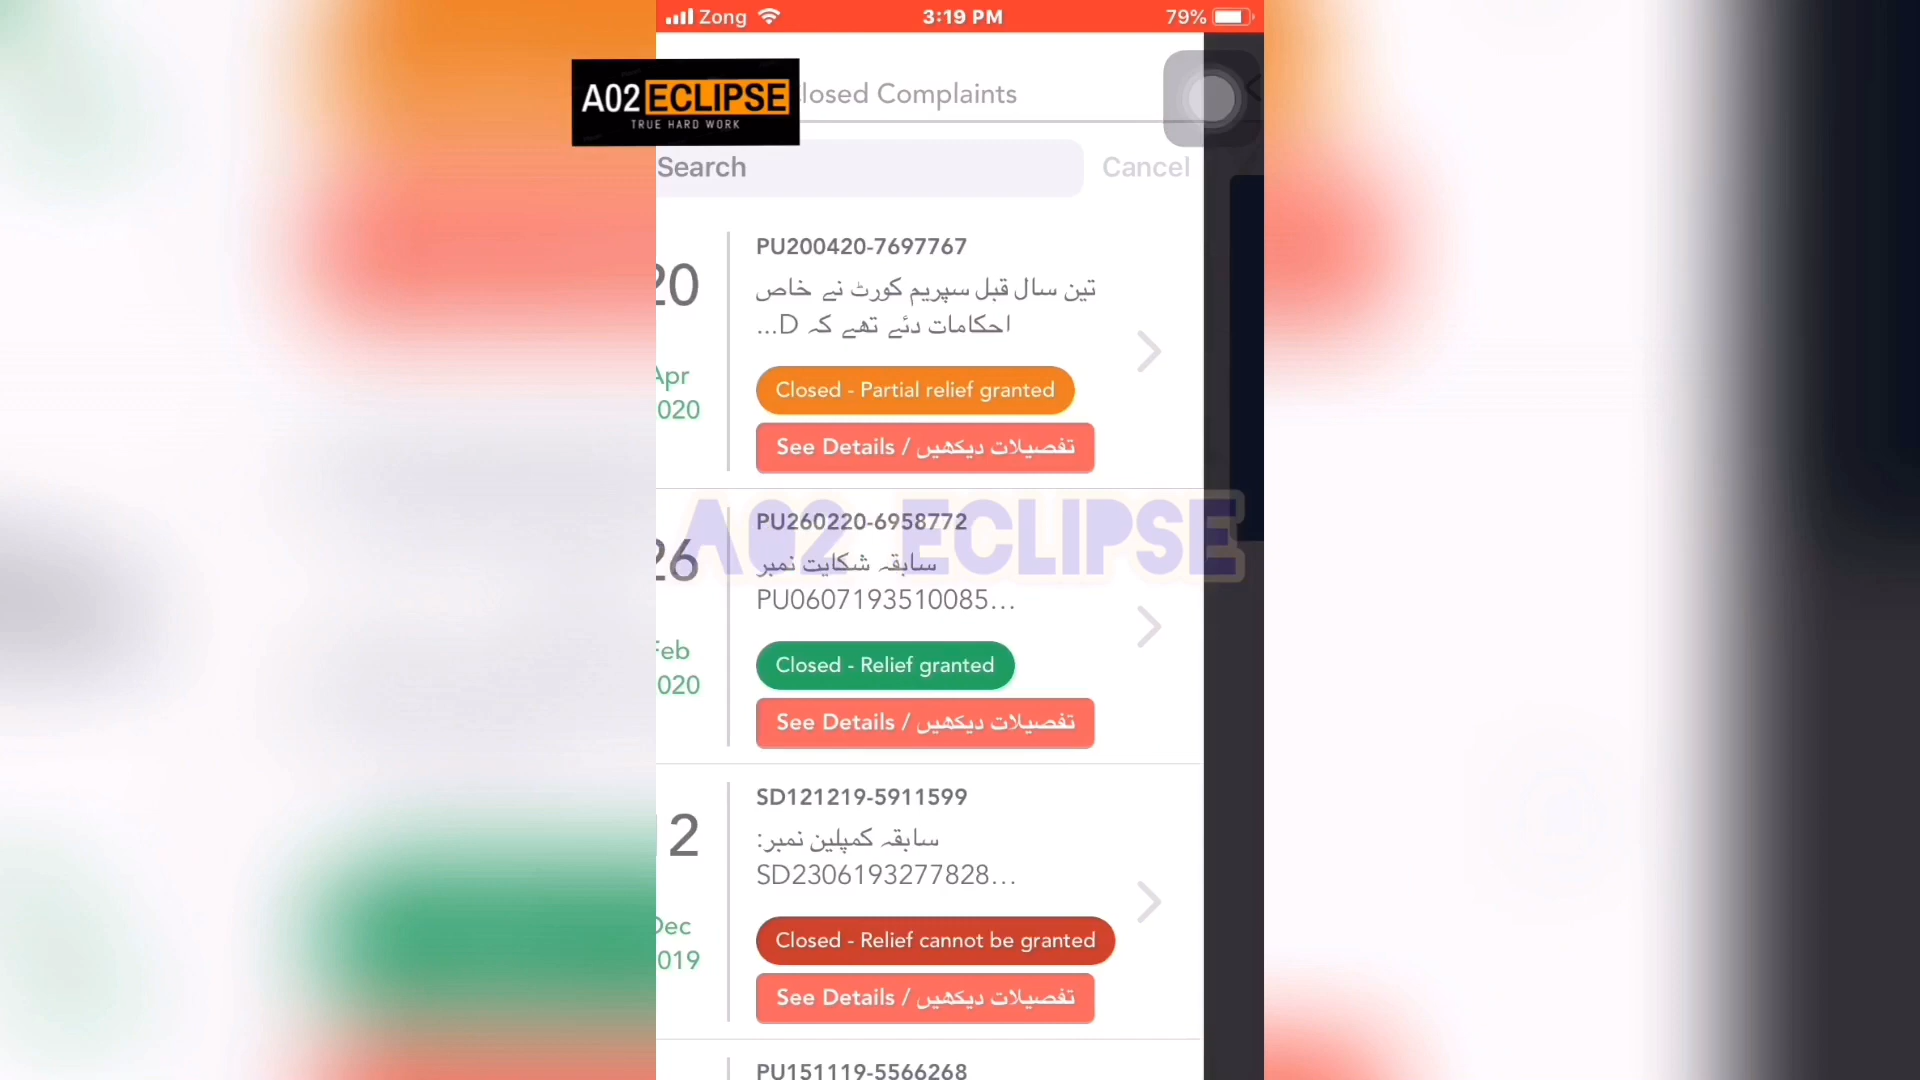 Zong
3:19 PM
79%
A02 ECLIPSE
TRUE HARD WORK
losed Complaints
Search
Cancel
20
Apr
020
PU200420-7697767
تین سال قبل سپریم کورٹ نے خاص
احکامات دئے تھے کہ D...
Closed - Partial relief granted
See Details / تفصیلات دیکھیں
A02 ECLIPSE
26
Feb
020
PU260220-6958772
سابقہ شکایت نمبر
PU0607193510085...
Closed - Relief granted
See Details / تفصیلات دیکھیں
12
Dec
019
SD121219-5911599
سابقہ کمپلین نمبر:
SD2306193277828...
Closed - Relief cannot be granted
See Details / تفصیلات دیکھیں
PU151119-5566268